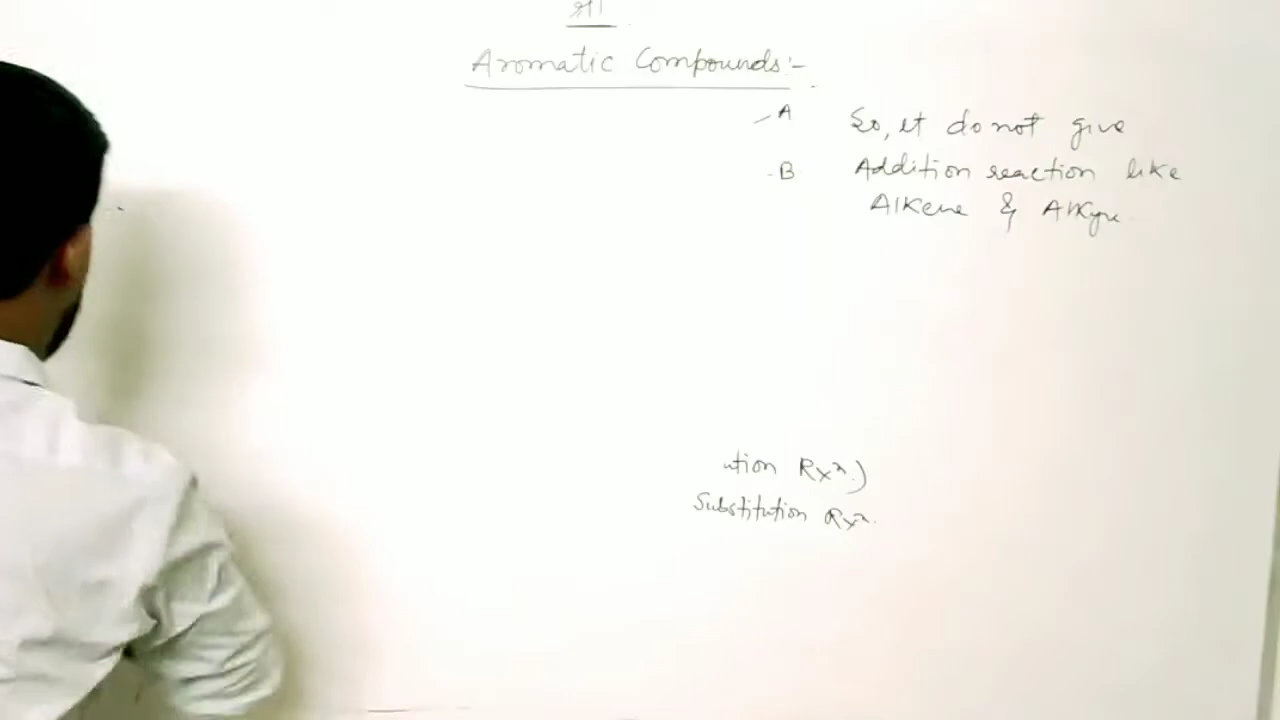 श्री
Aromatic Compounds :-
A
B
So, it do not give
Addition reaction like
Alkene & Alkyne
ution Rxn.)
Substitution Rxn.